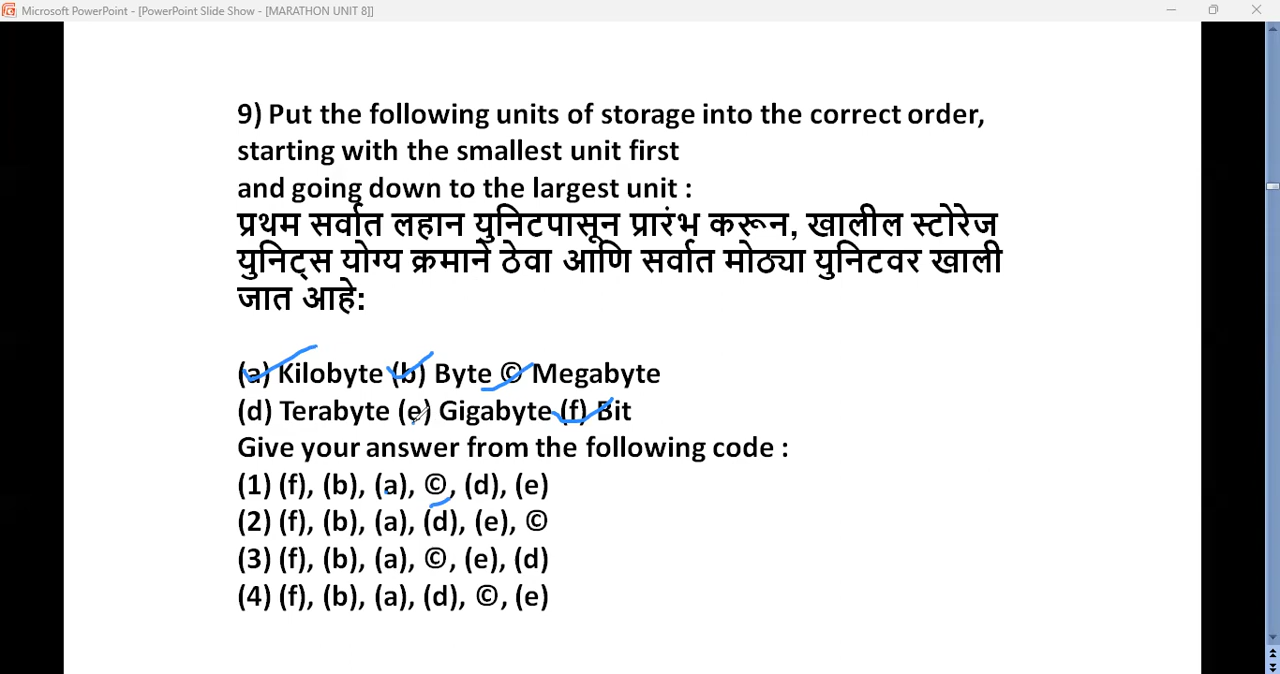 Microsoft PowerPoint - [PowerPoint Slide Show - [MARATHON UNIT 8]]
9) Put the following units of storage into the correct order,
starting with the smallest unit first
and going down to the largest unit :
प्रथम सर्वात लहान युनिटपासून प्रारंभ करून, खालील स्टोरेज
युनिट्स योग्य क्रमाने ठेवा आणि सर्वात मोठ्या युनिटवर खाली
जात आहे:
(a) Kilobyte (b) Byte © Megabyte
(d) Terabyte (e) Gigabyte (f) Bit
Give your answer from the following code :
(1) (f), (b), (a), ©, (d), (e)
(2) (f), (b), (a), (d), (e), ©
(3) (f), (b), (a), ©, (e), (d)
(4) (f), (b), (a), (d), ©, (e)